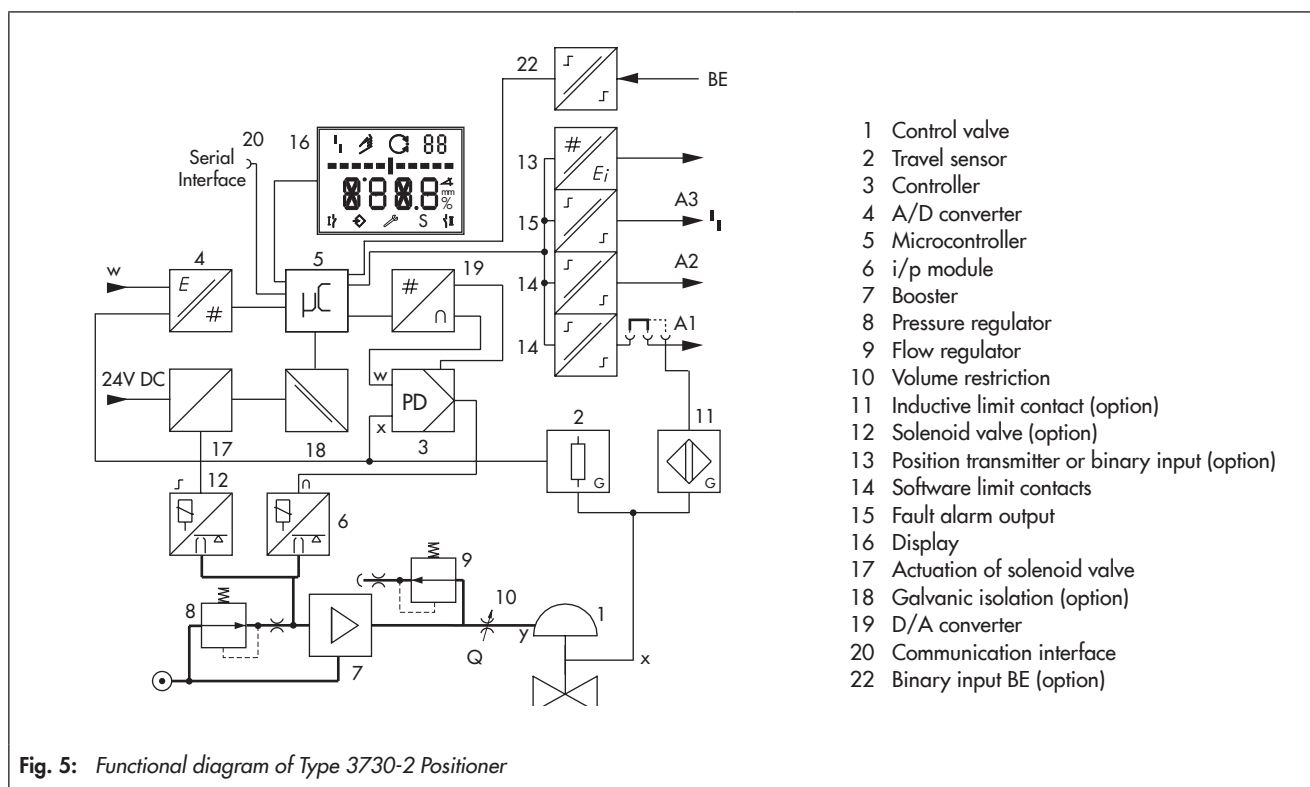 22
BE
20
16
88
Serial
Interface
8.8.8
mm
%
S
13
#
Ei
A3
15
w
4
E
#
5
µC
19
#
∩
14
A2
14
A1
24V DC
w
PD
x
3
17
18
2
G
11
G
12
∩
6
9
8
7
10
Q
y
1
x
1 Control valve
2 Travel sensor
3 Controller
4 A/D converter
5 Microcontroller
6 i/p module
7 Booster
8 Pressure regulator
9 Flow regulator
10 Volume restriction
11 Inductive limit contact (option)
12 Solenoid valve (option)
13 Position transmitter or binary input (option)
14 Software limit contacts
15 Fault alarm output
16 Display
17 Actuation of solenoid valve
18 Galvanic isolation (option)
19 D/A converter
20 Communication interface
22 Binary input BE (option)
Fig. 5: Functional diagram of Type 3730-2 Positioner